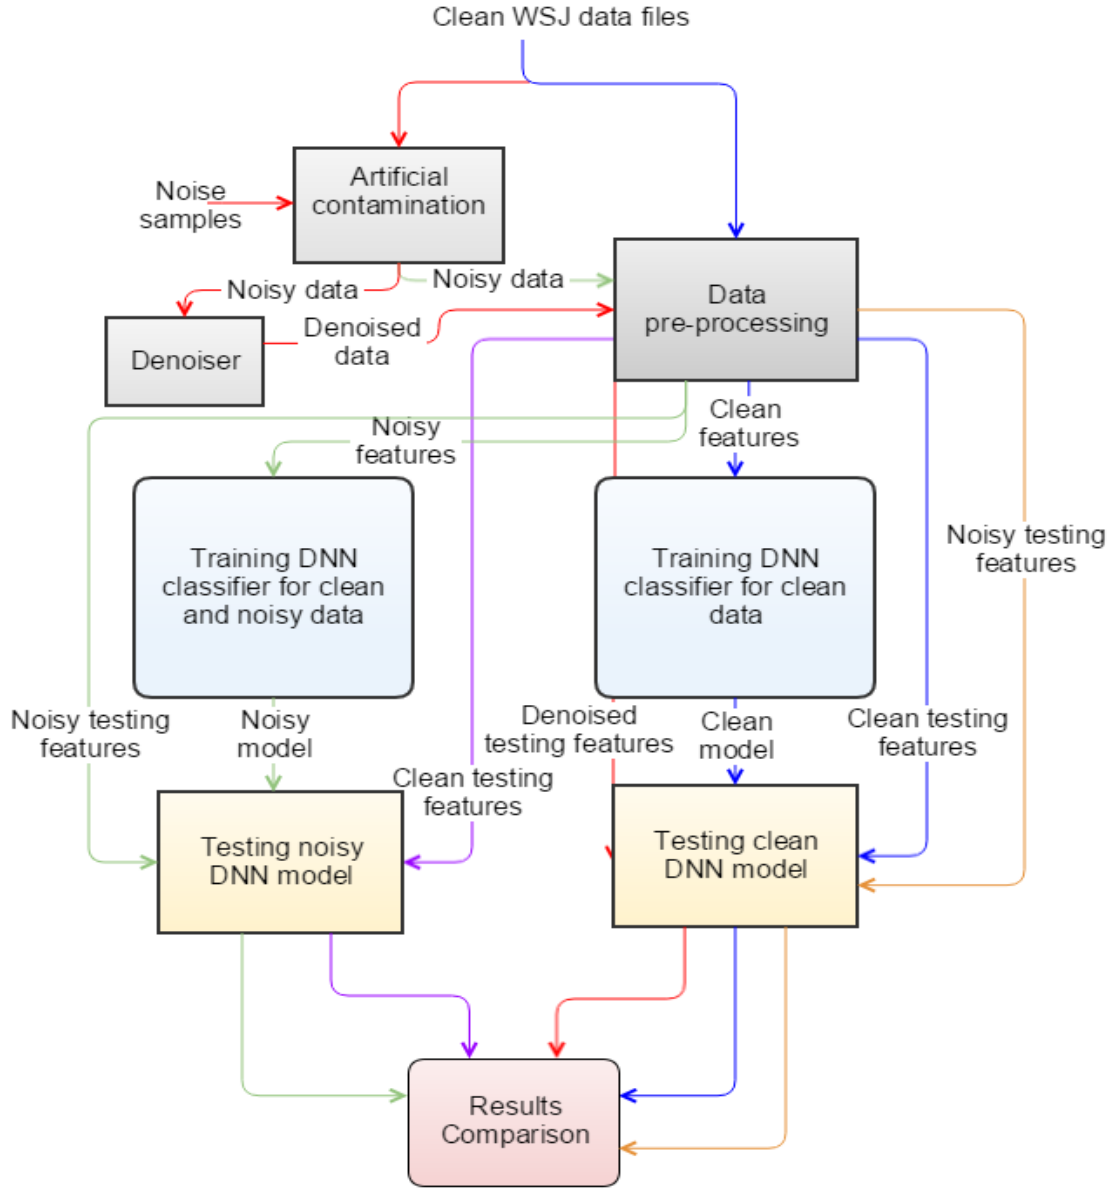 Clean WSJ data files
Artificial
contamination
Noise
samples
Noisy data
Noisy data
Data
pre-processing
Denoised
data
Denoiser
Clean
features
Noisy
features
Training DNN
classifier for clean
and noisy data
Training DNN
classifier for clean
data
Noisy testing
features
Noisy testing
features
Noisy
model
Denoised
testing features
Clean
model
Clean testing
features
Clean testing
features
Testing noisy
DNN model
Testing clean
DNN model
Results
Comparison